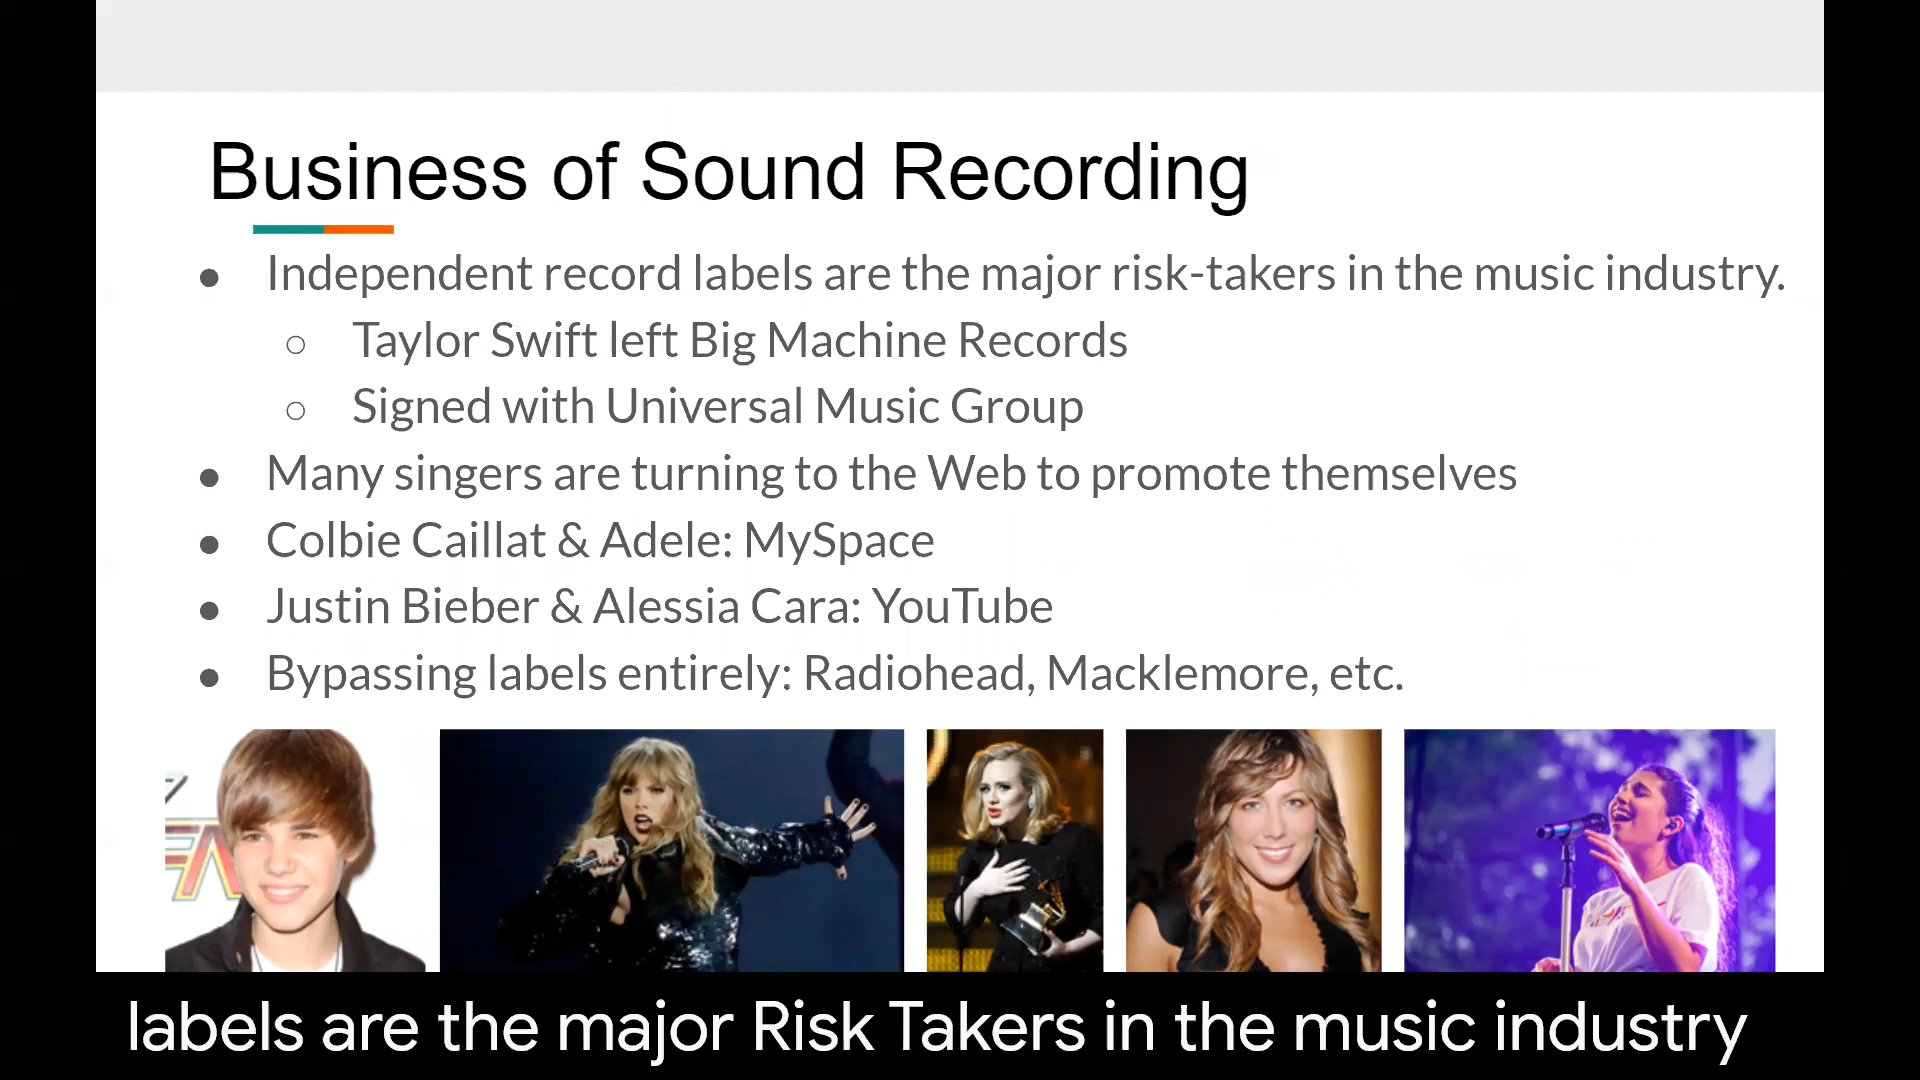 Business of Sound Recording
● Independent record labels are the major risk-takers in the music industry.
○ Taylor Swift left Big Machine Records
○ Signed with Universal Music Group
● Many singers are turning to the Web to promote themselves
● Colbie Caillat & Adele: MySpace
● Justin Bieber & Alessia Cara: YouTube
● Bypassing labels entirely: Radiohead, Macklemore, etc.
labels are the major Risk Takers in the music industry